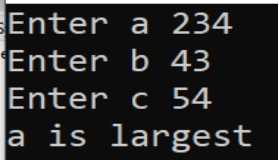 Enter a 234
Enter b 43
Enter c 54
a is largest